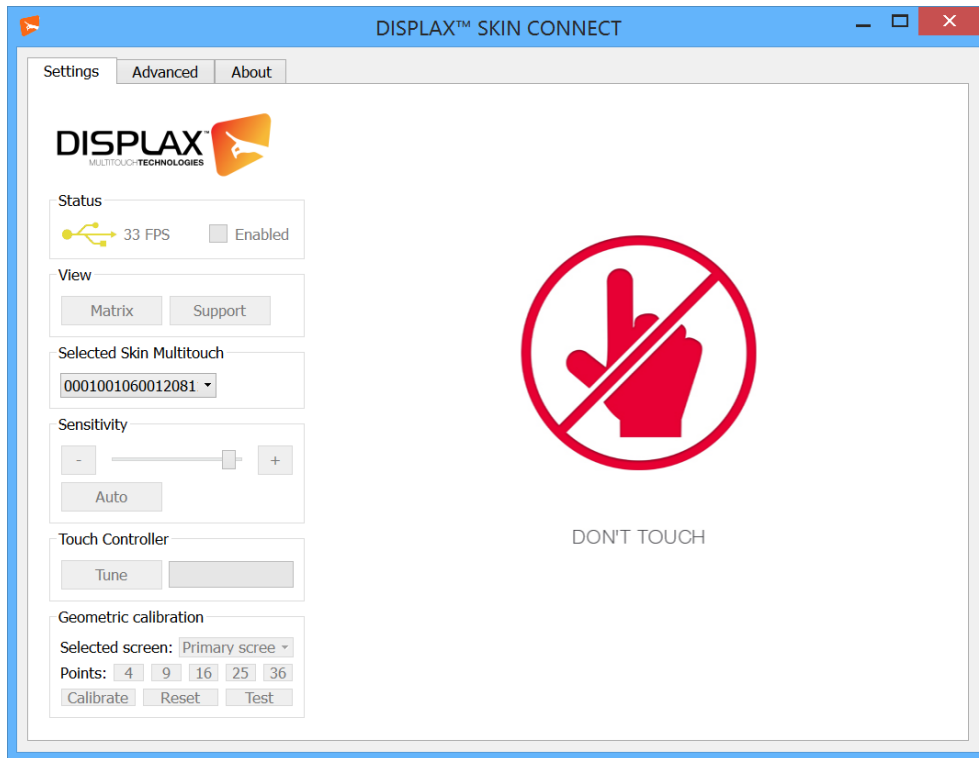 DISPLAX™ SKIN CONNECT
Settings Advanced About
DISPLAX™
MULTITOUCHTECHNOLOGIES
Status
33 FPS Enabled
View
Matrix Support
Selected Skin Multitouch
0001001060012081
Sensitivity
- +
Auto
Touch Controller
Tune
Geometric calibration
Selected screen: Primary scree
Points: 4 9 16 25 36
Calibrate Reset Test
DON'T TOUCH